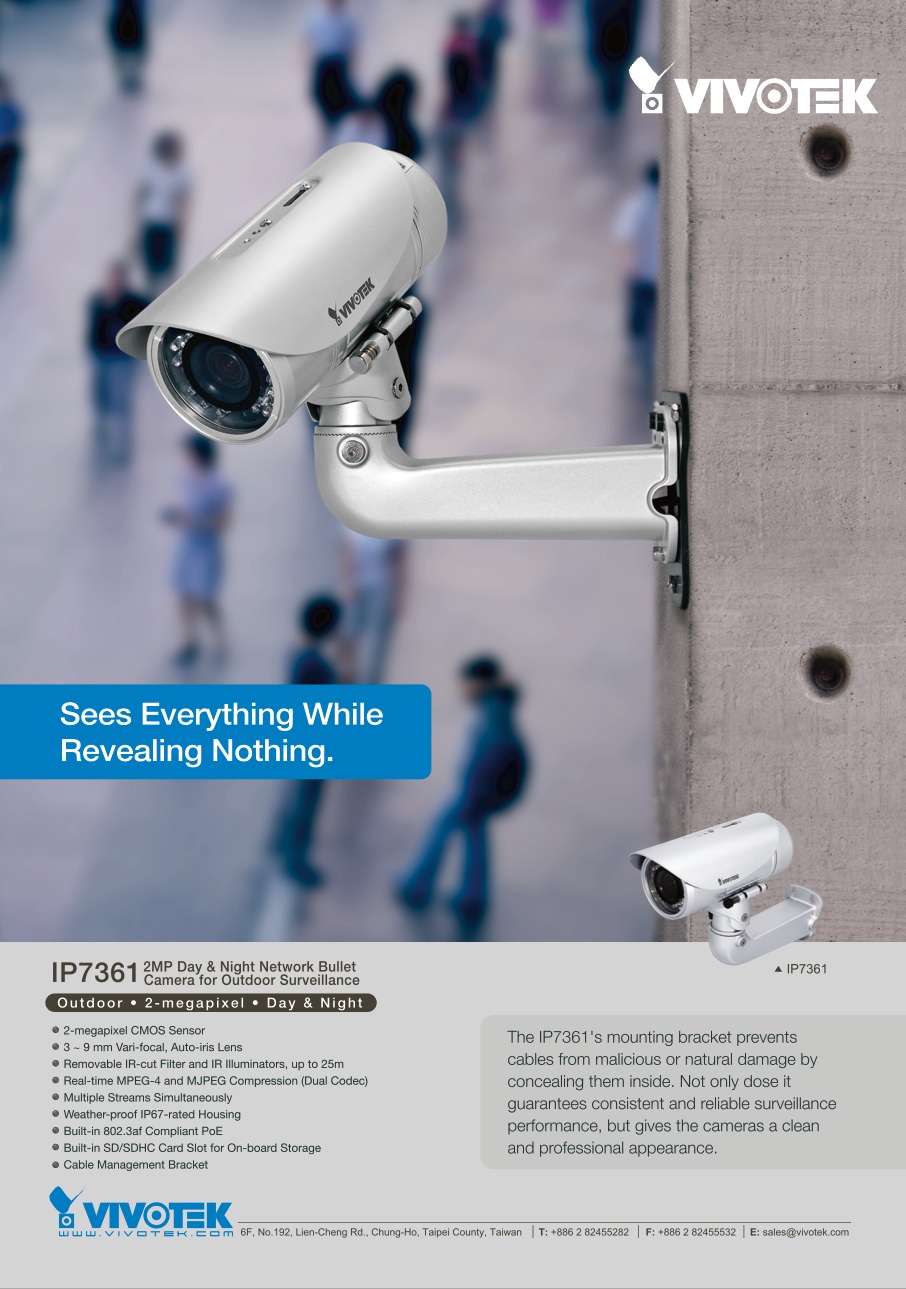 VIVOTEK
VIVOTEK
Sees Everything While
Revealing Nothing.
VIVOTEK
▲ IP7361
IP7361 2MP Day & Night Network Bullet
Camera for Outdoor Surveillance
Outdoor • 2-megapixel • Day & Night
2-megapixel CMOS Sensor
3 ~ 9 mm Vari-focal, Auto-iris Lens
Removable IR-cut Filter and IR Illuminators, up to 25m
Real-time MPEG-4 and MJPEG Compression (Dual Codec)
Multiple Streams Simultaneously
Weather-proof IP67-rated Housing
Built-in 802.3af Compliant PoE
Built-in SD/SDHC Card Slot for On-board Storage
Cable Management Bracket
The IP7361's mounting bracket prevents
cables from malicious or natural damage by
concealing them inside. Not only dose it
guarantees consistent and reliable surveillance
performance, but gives the cameras a clean
and professional appearance.
VIVOTEK
www.vivotek.com
6F, No.192, Lien-Cheng Rd., Chung-Ho, Taipei County, Taiwan | T: +886 2 82455282 | F: +886 2 82455532 | E: sales@vivotek.com